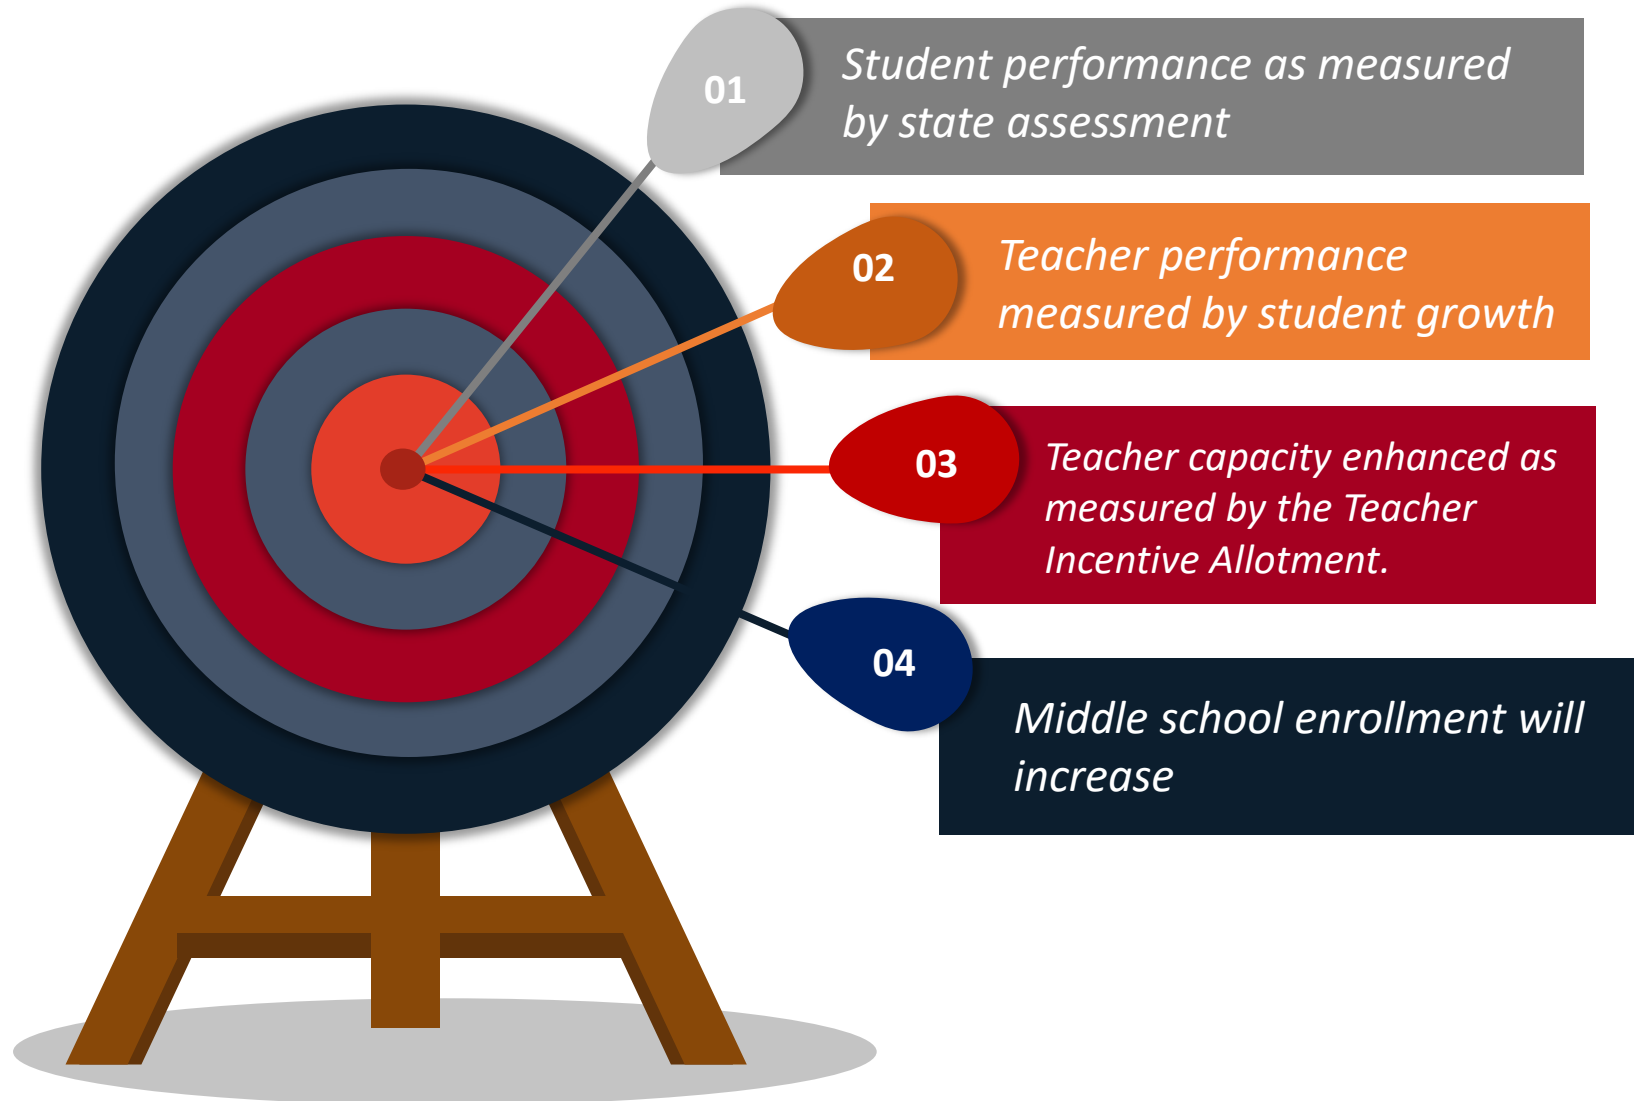 01
Student performance as measured
by state assessment
02
Teacher performance
measured by student growth
03
Teacher capacity enhanced as
measured by the Teacher
Incentive Allotment.
04
Middle school enrollment will
increase